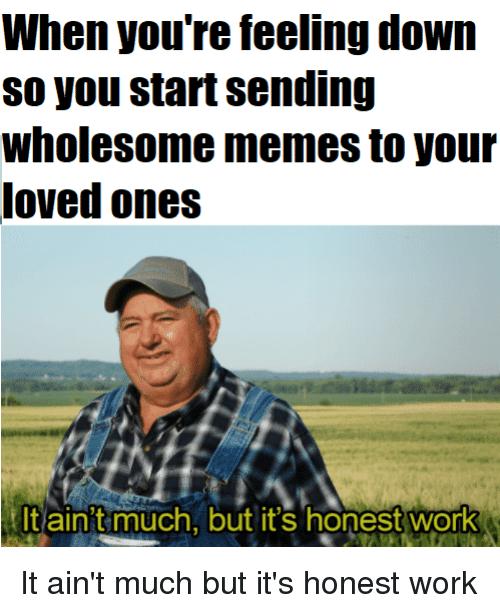 When you're feeling down
so you start sending
wholesome memes to your
loved ones
It ain't much, but it's honest work
It ain't much but it's honest work